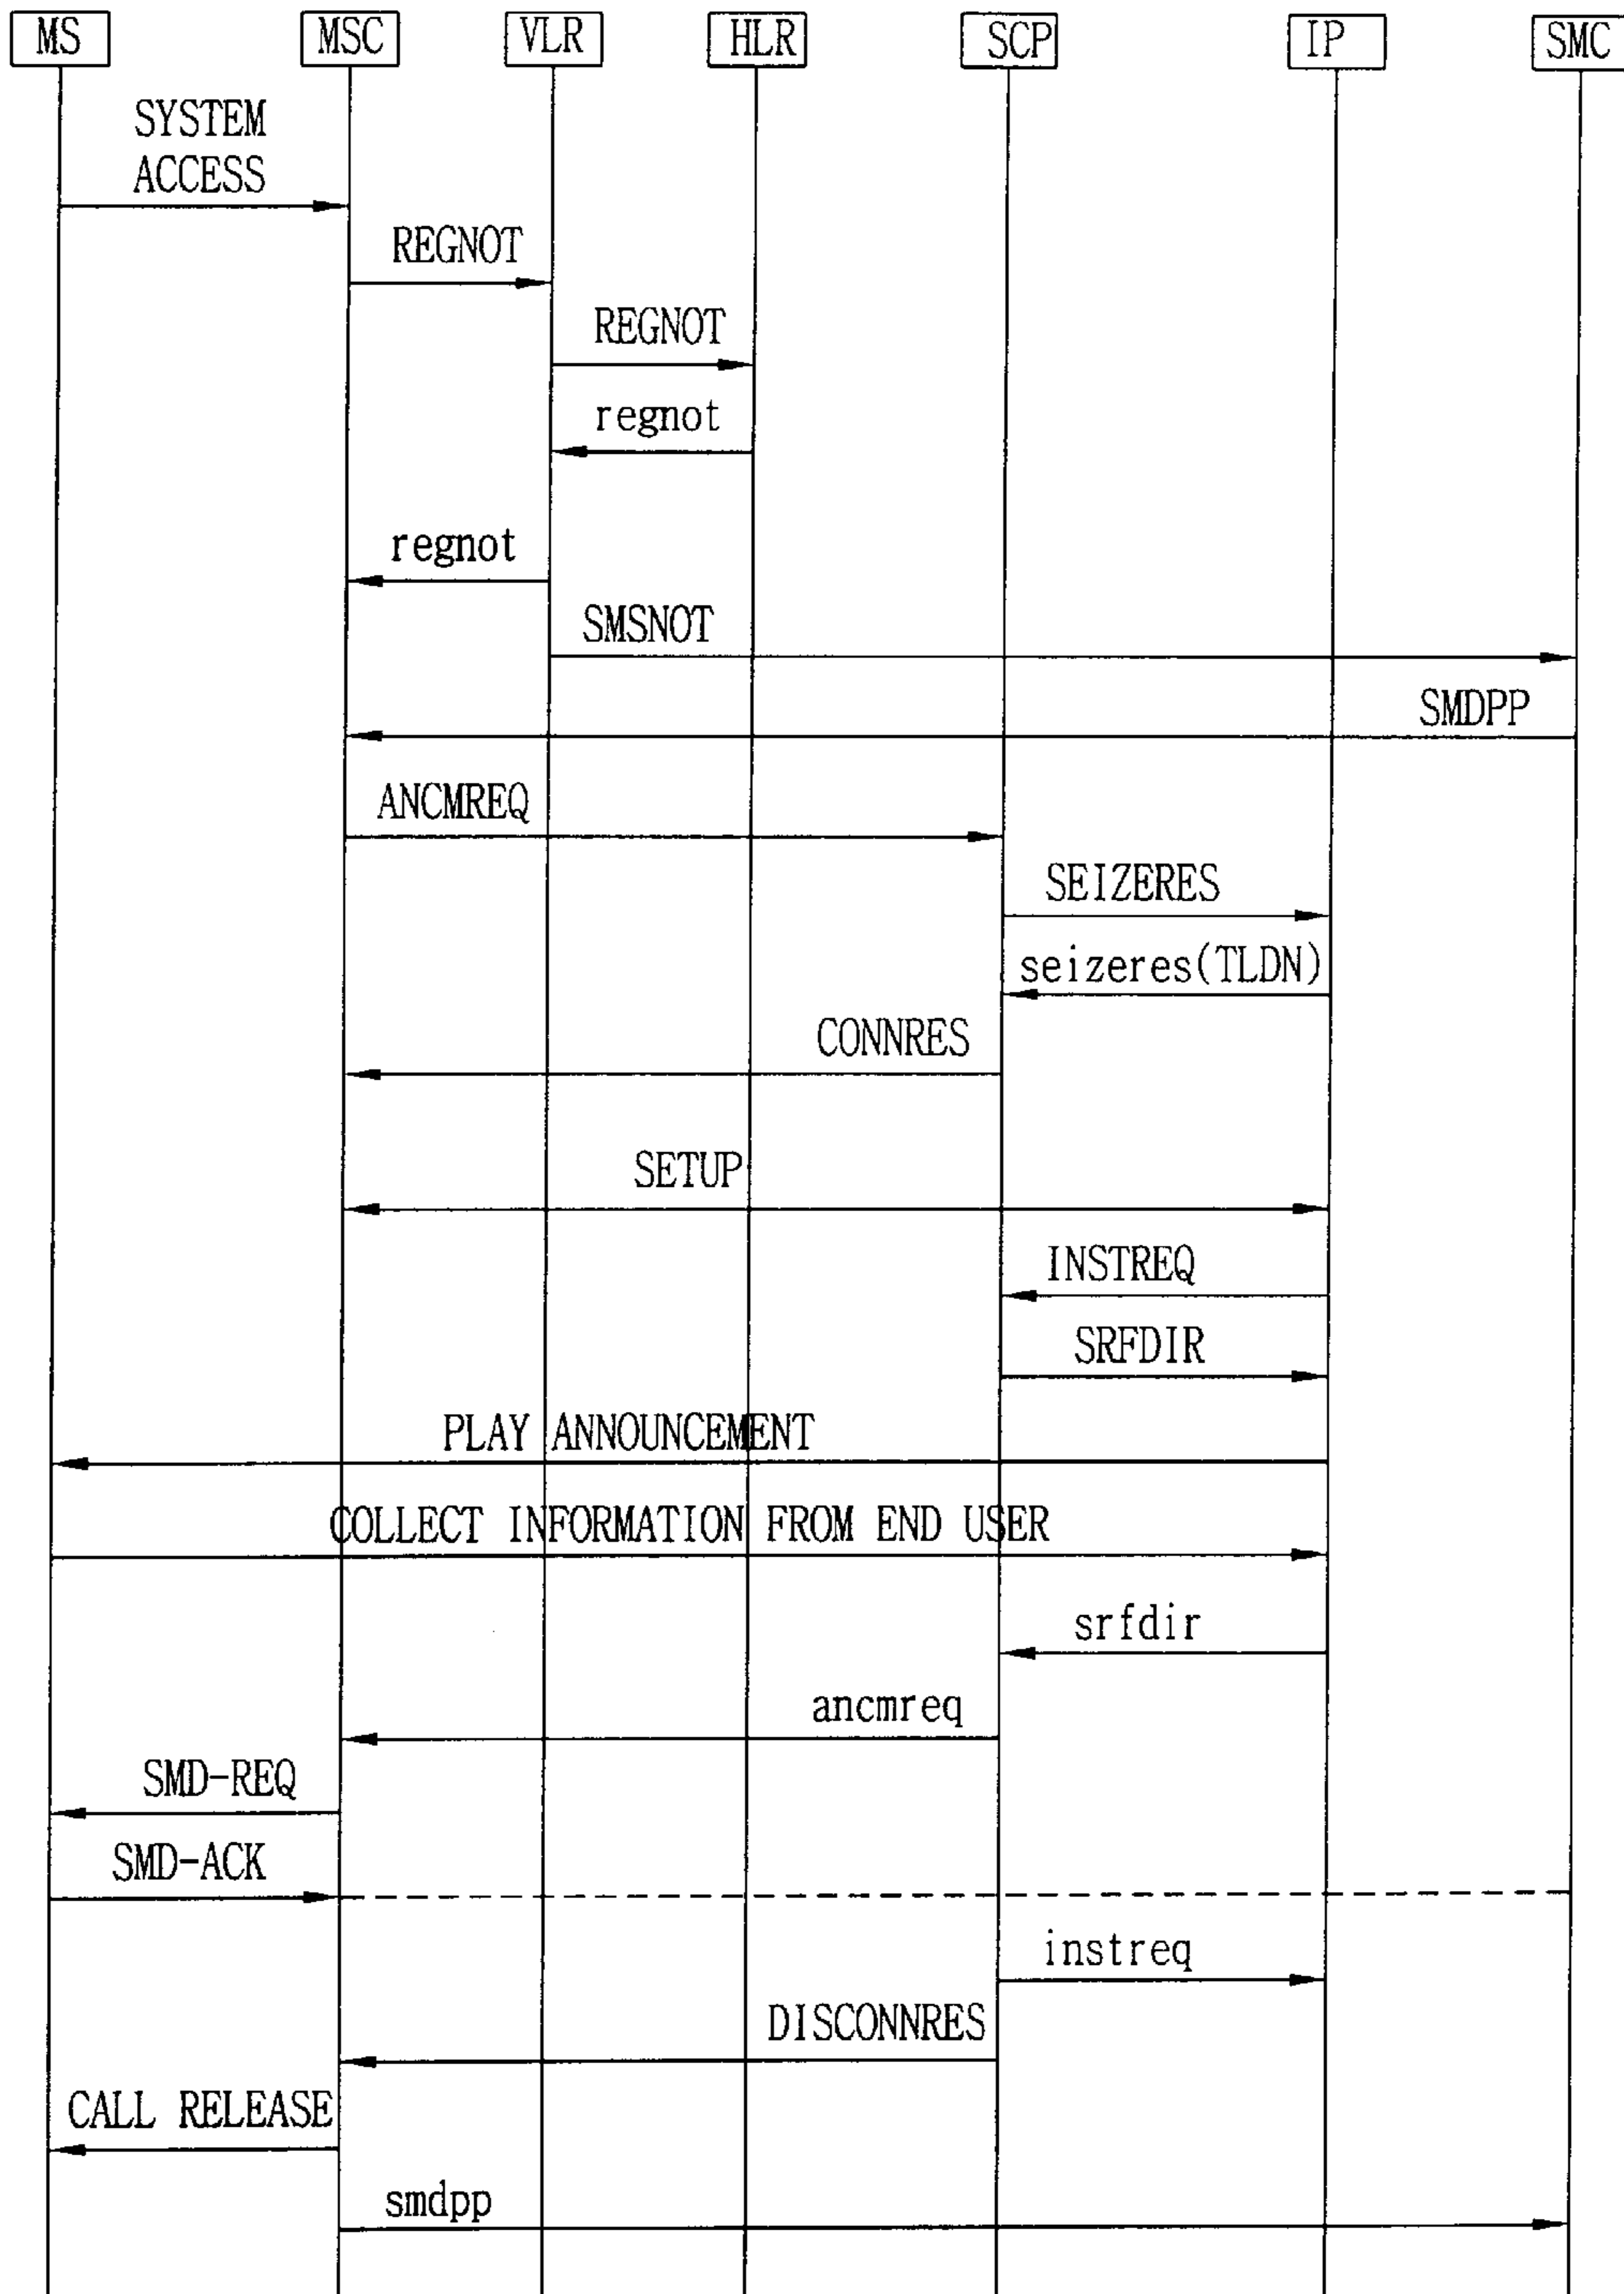 MS MSC VLR HLR SCP IP SMC
SYSTEM
ACCESS
REGNOT
REGNOT
regnot
regnot
SMSNOT
SMDPP
ANCMREQ
SEIZERES
seizeres(TLDN)
CONNRES
SETUP
INSTREQ
SRFDIR
PLAY ANNOUNCEMENT
COLLECT INFORMATION FROM END USER
srfdir
ancmreq
SMD-REQ
SMD-ACK
instreq
DISCONNRES
CALL RELEASE
smdpp